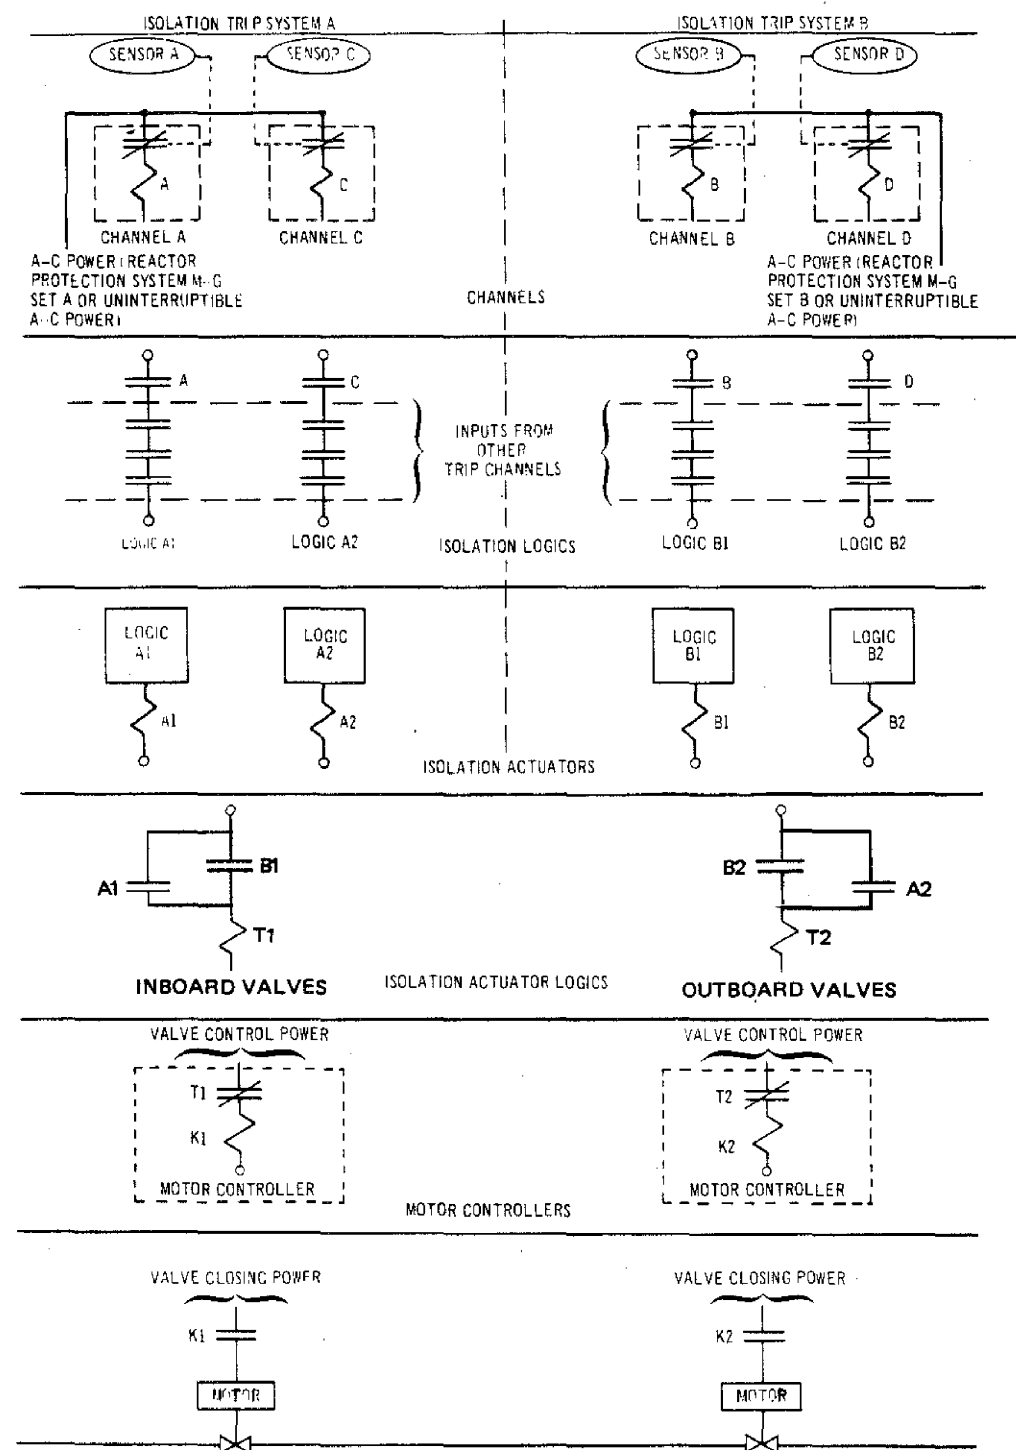 ISOLATION TRIP SYSTEM A
ISOLATION TRIP SYSTEM B
SENSOR A
SENSOR C
SENSOR B
SENSOR D
A
C
B
D
CHANNEL A
CHANNEL C
CHANNEL B
CHANNEL D
A-C POWER (REACTOR
PROTECTION SYSTEM M-G
SET A OR UNINTERRUPTIBLE
A-C POWER)
A-C POWER (REACTOR
PROTECTION SYSTEM M-G
SET B OR UNINTERRUPTIBLE
A-C POWER)
CHANNELS
A
C
B
D
INPUTS FROM
OTHER
TRIP CHANNELS
LOGIC A1
LOGIC A2
ISOLATION LOGICS
LOGIC B1
LOGIC B2
LOGIC
A1
LOGIC
A2
LOGIC
B1
LOGIC
B2
A1
A2
B1
B2
ISOLATION ACTUATORS
A1
B1
B2
A2
T1
T2
INBOARD VALVES
ISOLATION ACTUATOR LOGICS
OUTBOARD VALVES
VALVE CONTROL POWER
VALVE CONTROL POWER
T1
T2
K1
K2
MOTOR CONTROLLER
MOTOR CONTROLLER
MOTOR CONTROLLERS
VALVE CLOSING POWER
VALVE CLOSING POWER
K1
K2
MOTOR
MOTOR